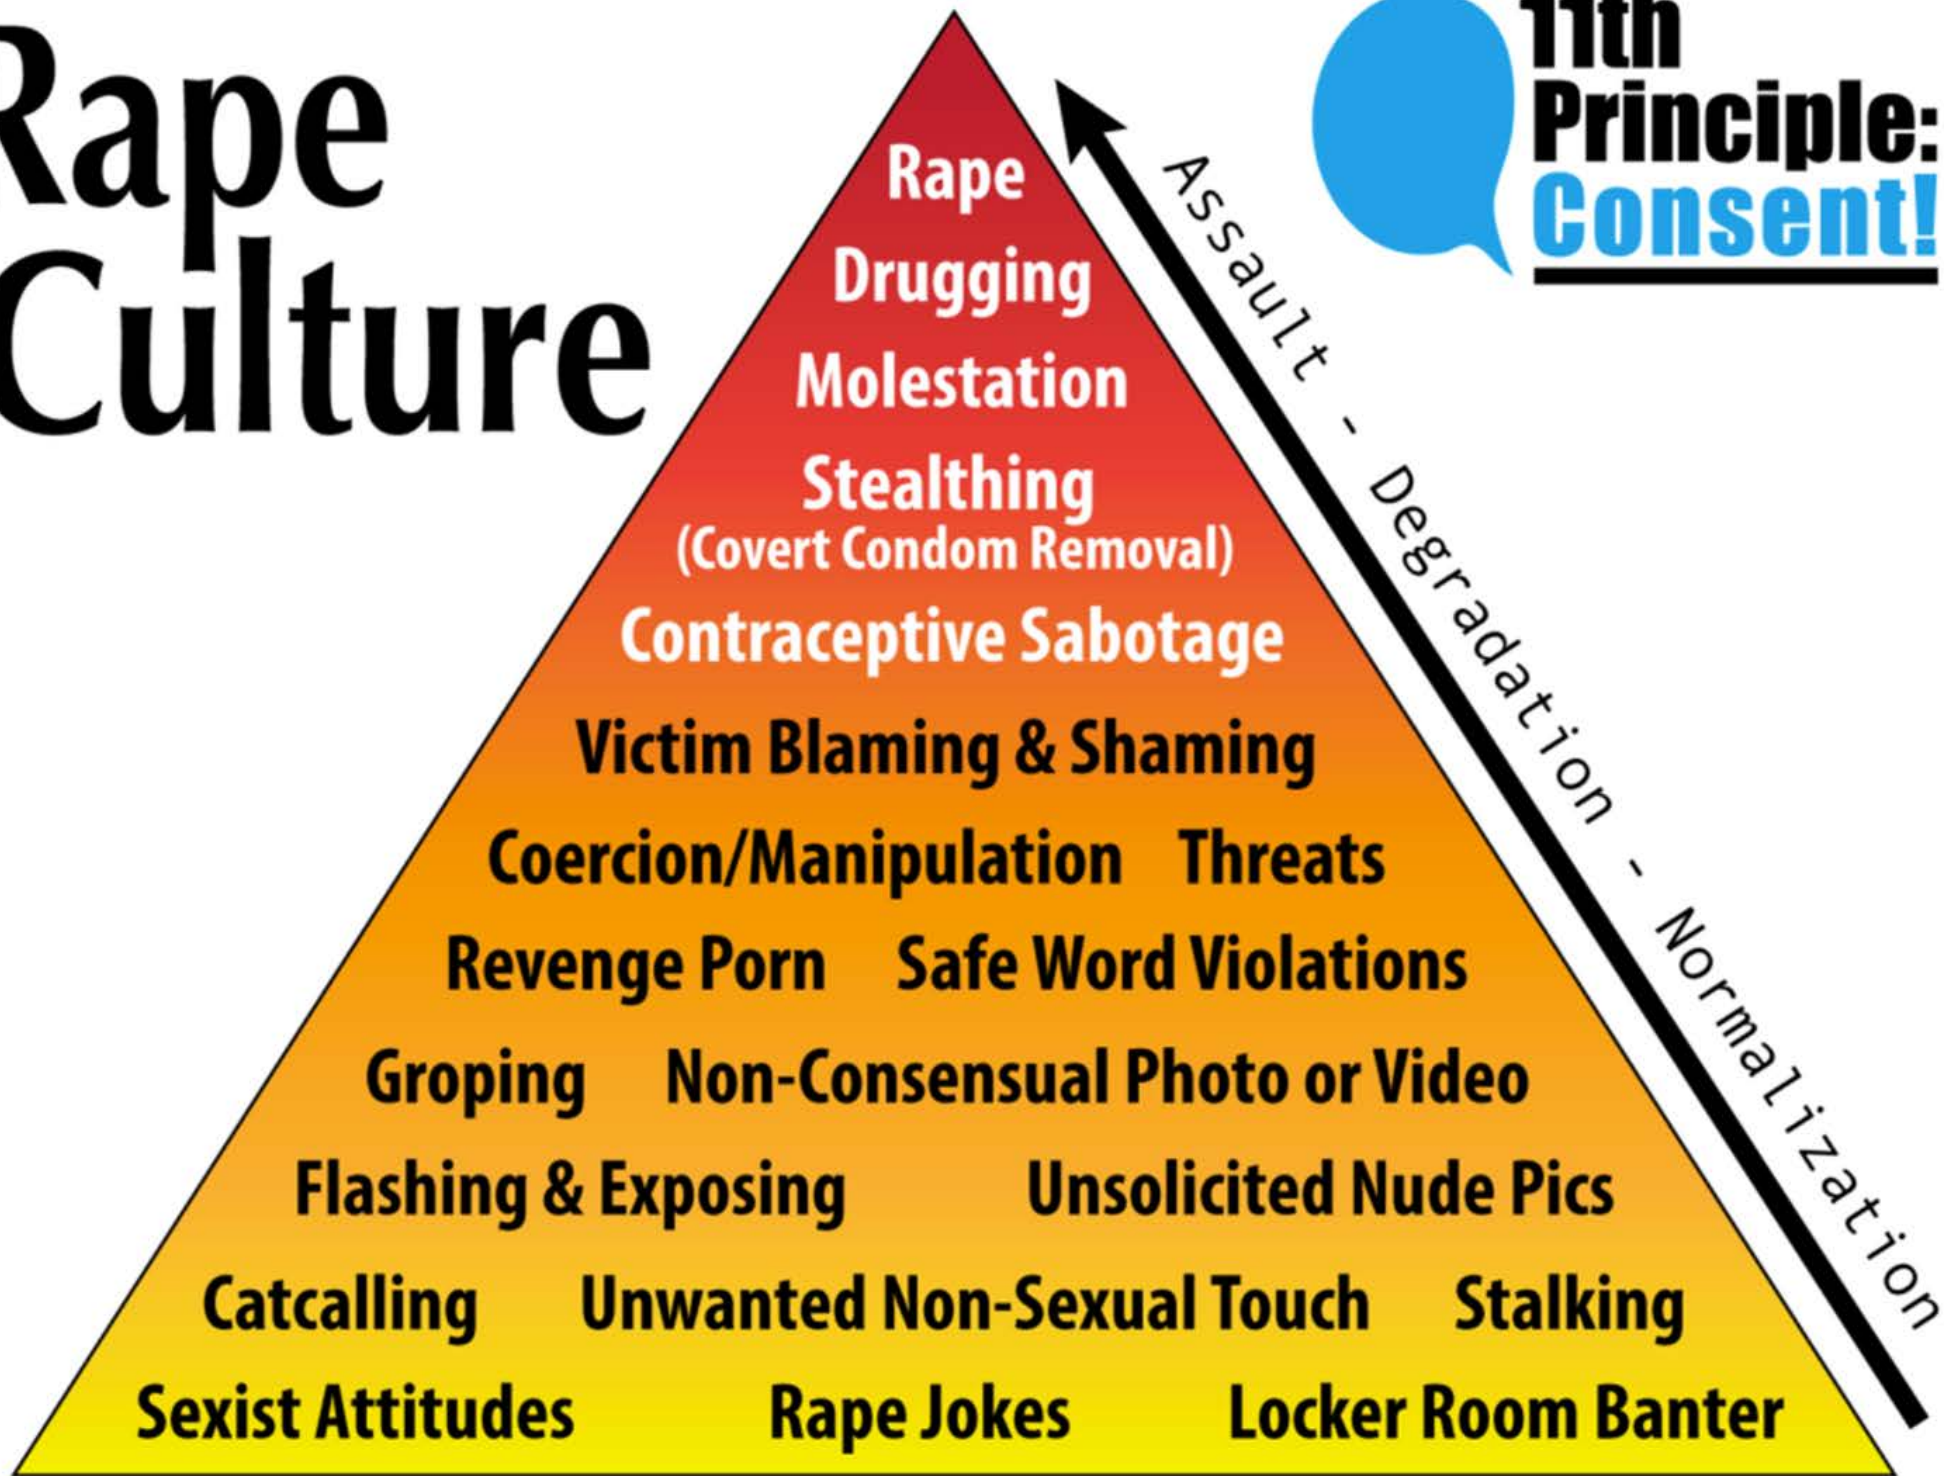 Rape
Culture
11th
Principle:
Consent!
Assault - Degradation - Normalization
Rape
Drugging
Molestation
Stealthing
(Covert Condom Removal)
Contraceptive Sabotage
Victim Blaming & Shaming
Coercion/Manipulation Threats
Revenge Porn Safe Word Violations
Groping Non-Consensual Photo or Video
Flashing & Exposing Unsolicited Nude Pics
Catcalling Unwanted Non-Sexual Touch Stalking
Sexist Attitudes Rape Jokes Locker Room Banter